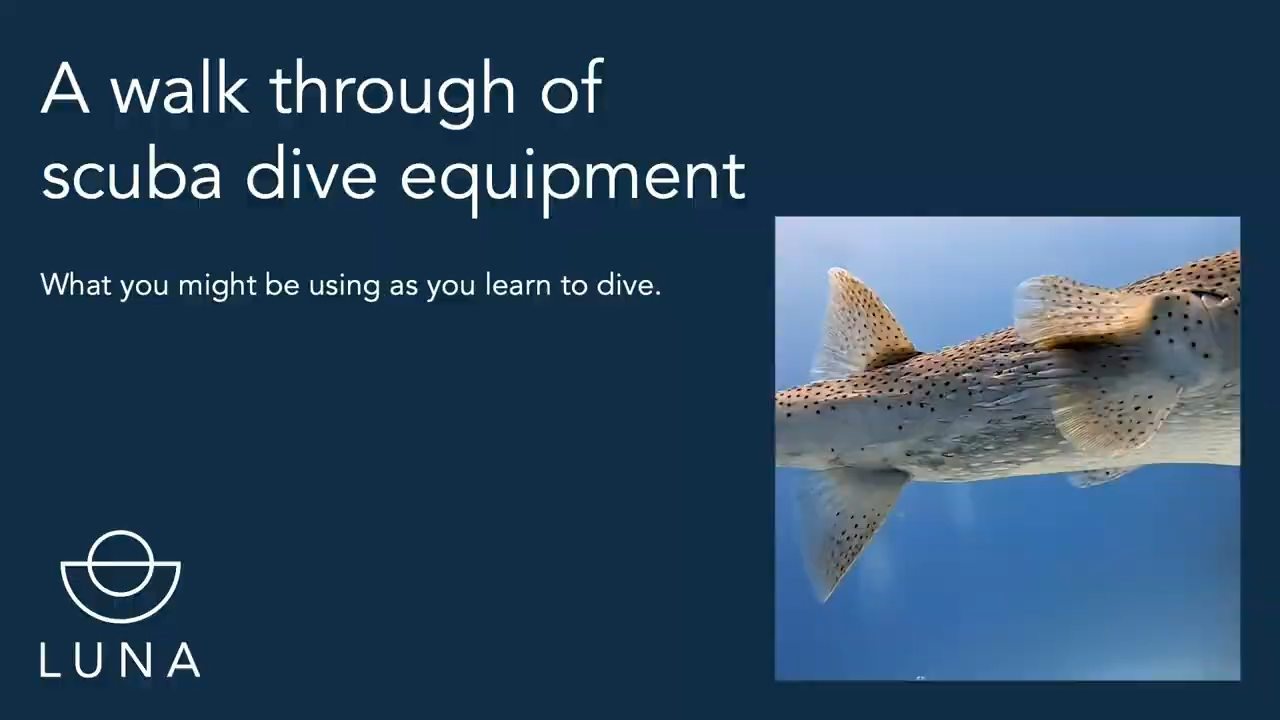 A walk through of
scuba dive equipment
What you might be using as you learn to dive.
LUNA